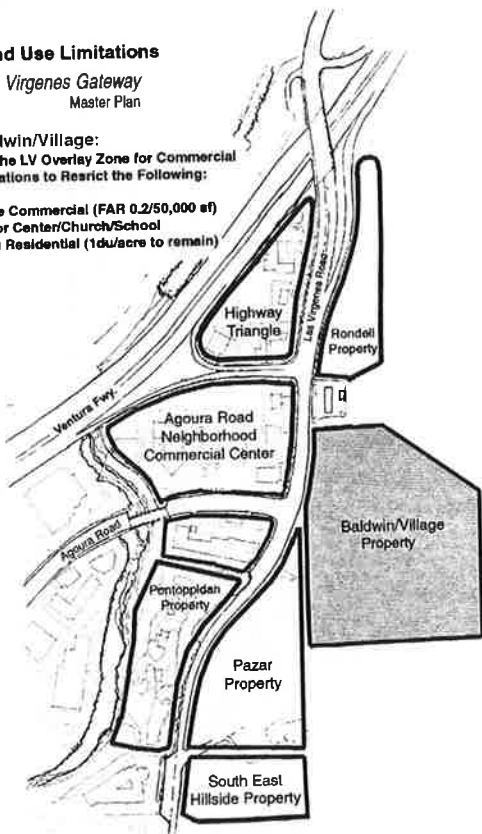 nd Use Limitations
Virgenes Gateway
Master Plan
dwin/Village:
he LV Overlay Zone for Commercial
ations to Resrict the Following:
e Commercial (FAR 0.2/50,000 sf)
or Center/Church/School
Residential (1du/acre to remain)
Highway
Triangle
Las Virgenes Road
Rondell
Property
Ventura Fwy.
Agoura Road
Neighborhood
Commercial Center
Agoura Road
Baldwin/Village
Property
Pontoppidan
Property
Pazar
Property
South East
Hillside Property